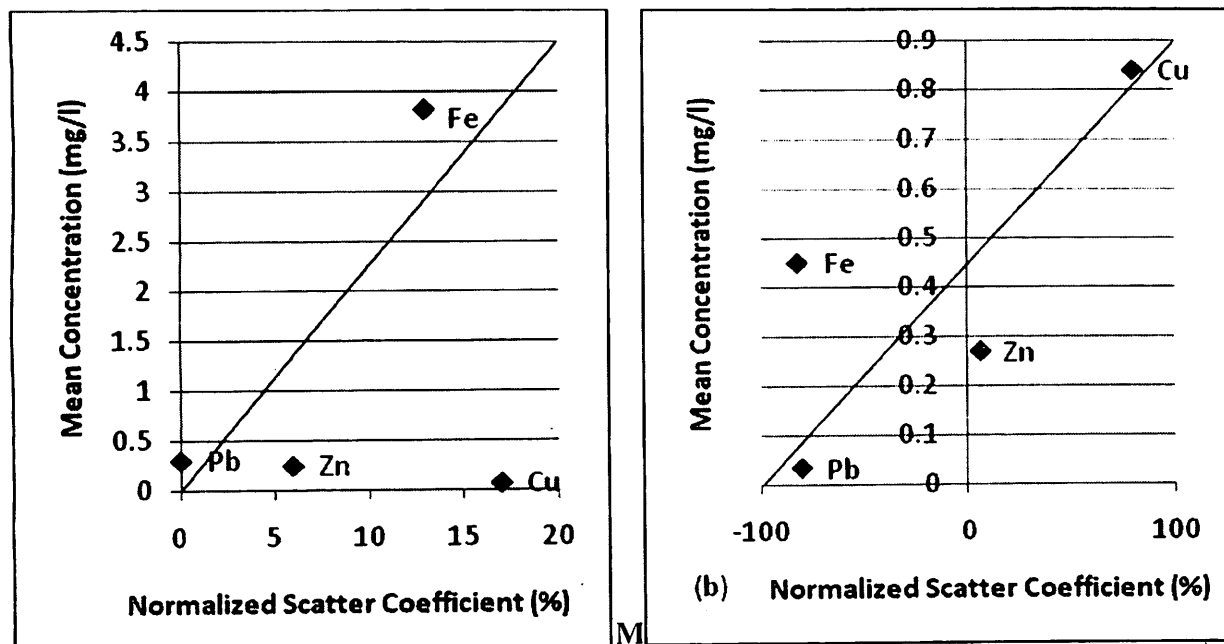 4.5
4
3.5
3
2.5
2
1.5
1
0.5
0
Mean Concentration (mg/l)
Fe
Pb
Zn
Cu
0 5 10 15 20
Normalized Scatter Coefficient (%)
M
0.9
0.8
0.7
0.6
0.5
0.4
0.3
0.2
0.1
0
Mean Concentration (mg/l)
Cu
Fe
Zn
Pb
-100 0 100
(b) Normalized Scatter Coefficient (%)